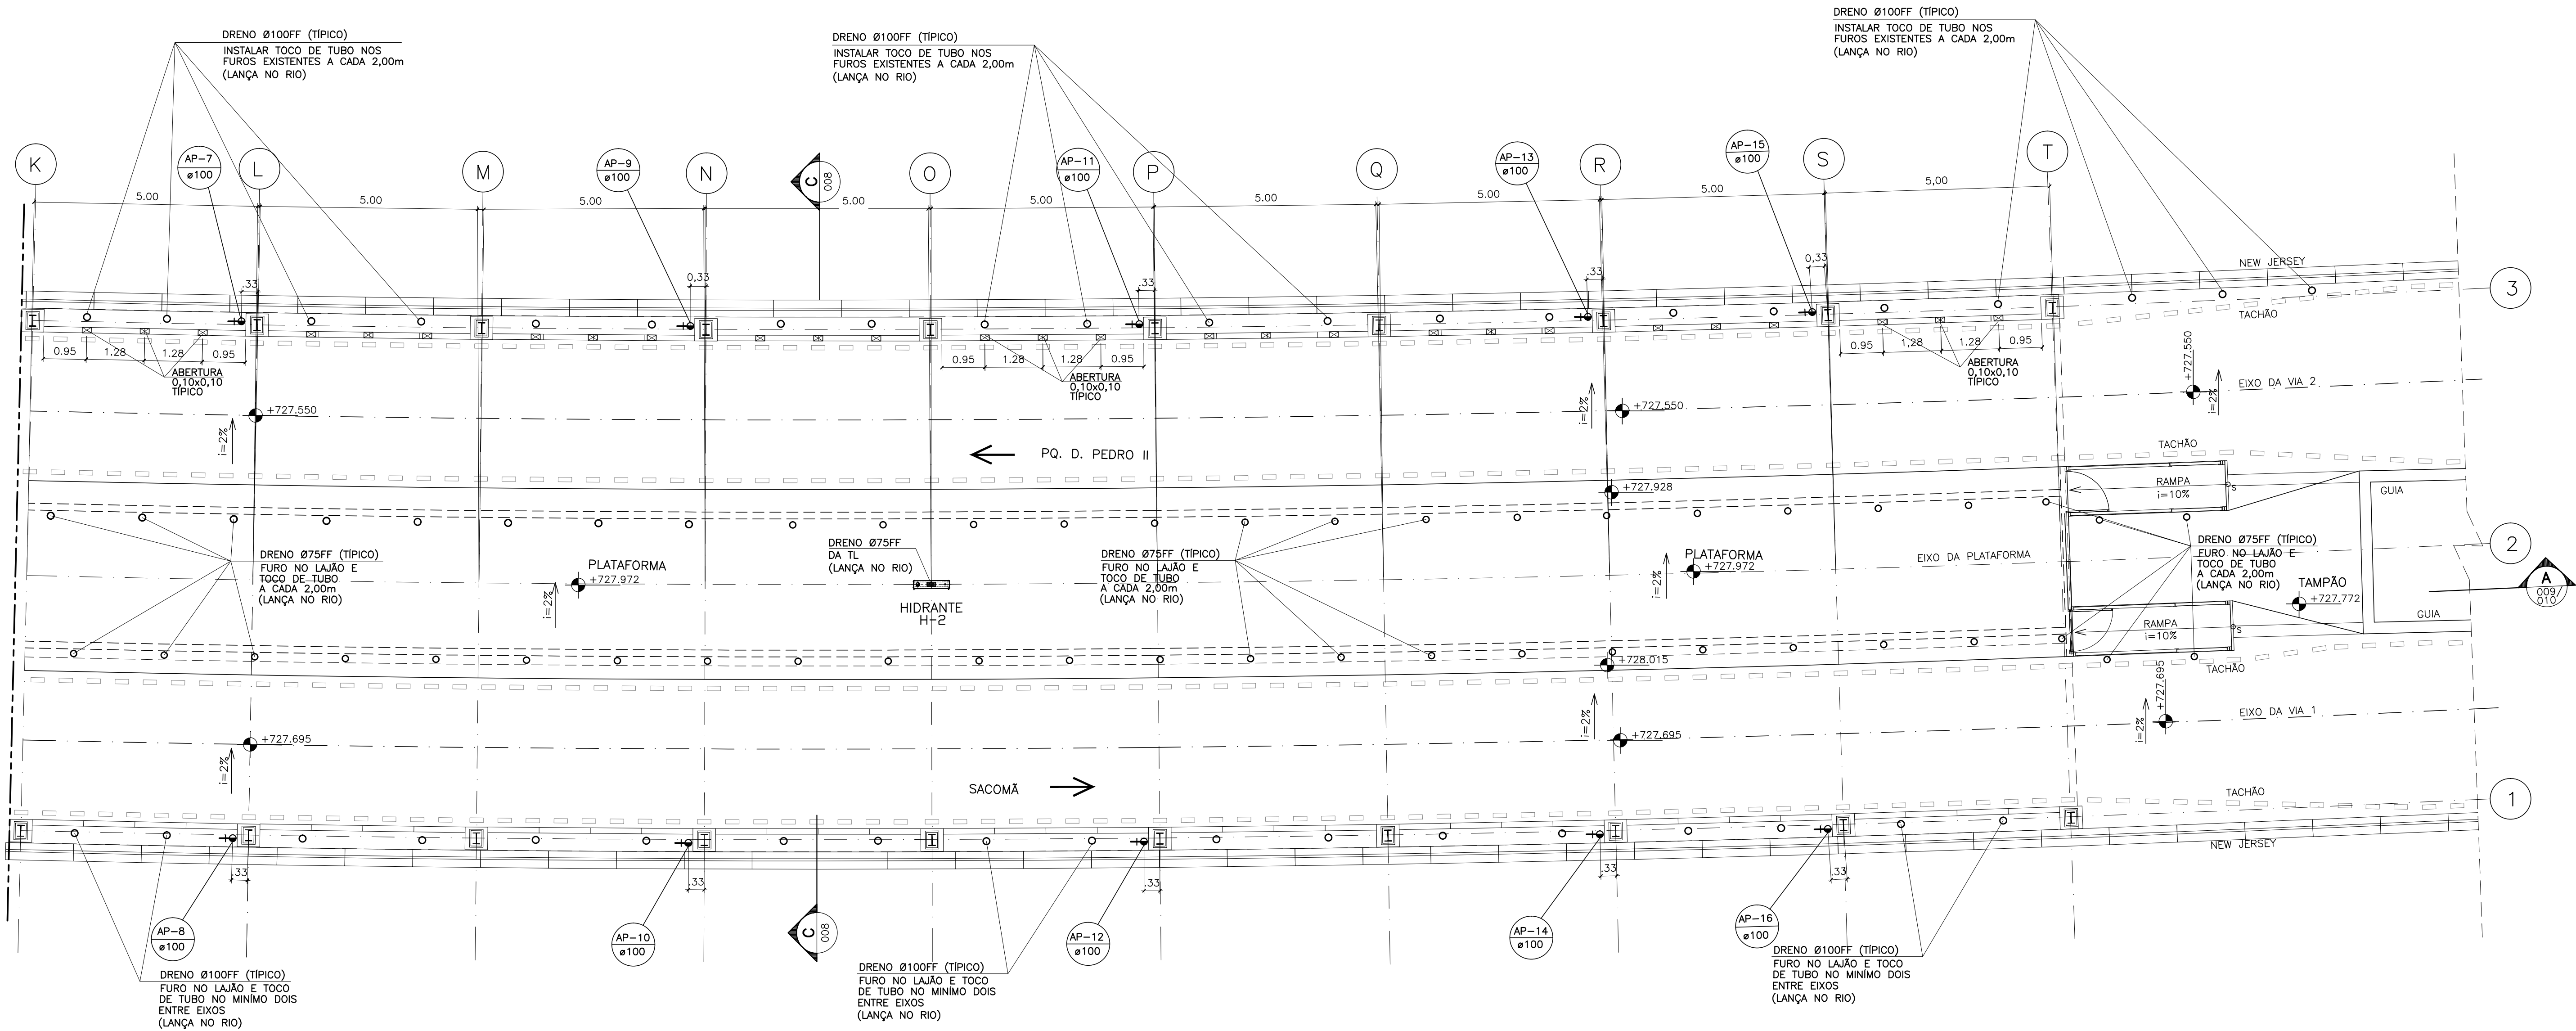 DRENO Ø100FF (TÍPICO)
INSTALAR TOCO DE TUBO NOS
FUROS EXISTENTES A CADA 2,00m
(LANÇA NO RIO)
DRENO Ø100FF (TÍPICO)
INSTALAR TOCO DE TUBO NOS
FUROS EXISTENTES A CADA 2,00m
(LANÇA NO RIO)
DRENO Ø100FF (TÍPICO)
INSTALAR TOCO DE TUBO NOS
FUROS EXISTENTES A CADA 2,00m
(LANÇA NO RIO)
K
AP-7
ø100
L
M
AP-9
ø100
N
C
008
O
AP-11
ø100
P
Q
AP-13
ø100
R
AP-15
ø100
S
T
5.00
5.00
5.00
5.00
5.00
5.00
5.00
5.00
5,00
.33
0,33
.33
.33
0,33
NEW JERSEY
3
TACHÃO
0.95
1.28
1.28
0.95
ABERTURA
0,10x0,10
TÍPICO
0.95
1.28
1.28
0.95
ABERTURA
0,10x0,10
TÍPICO
0.95
1,28
1,28
0.95
ABERTURA
0,10x0,10
TÍPICO
+727.550
i=2%
+727.550
i=2%
+727.550
i=2%
EIXO DA VIA 2
PQ. D. PEDRO II
TACHÃO
+727.928
RAMPA
i=10%
S
GUIA
DRENO Ø75FF (TÍPICO)
FURO NO LAJÃO E
TOCO DE TUBO
A CADA 2,00m
(LANÇA NO RIO)
PLATAFORMA
+727.972
i=2%
DRENO Ø75FF
DA TL
(LANÇA NO RIO)
HIDRANTE
H-2
DRENO Ø75FF (TÍPICO)
FURO NO LAJÃO E
TOCO DE TUBO
A CADA 2,00m
(LANÇA NO RIO)
PLATAFORMA
+727.972
i=2%
EIXO DA PLATAFORMA
DRENO Ø75FF (TÍPICO)
FURO NO LAJÃO E
TOCO DE TUBO
A CADA 2,00m
(LANÇA NO RIO)
2
TAMPÃO
+727.772
A
009/
010
GUIA
RAMPA
i=10%
S
+728.015
TACHÃO
+727.695
i=2%
+727.695
i=2%
+727.695
i=2%
EIXO DA VIA 1
SACOMÃ
TACHÃO
1
NEW JERSEY
.33
.33
.33
.33
.33
AP-8
ø100
AP-10
ø100
C
008
AP-12
ø100
AP-14
ø100
AP-16
ø100
DRENO Ø100FF (TÍPICO)
FURO NO LAJÃO E TOCO
DE TUBO NO MINÍMO DOIS
ENTRE EIXOS
(LANÇA NO RIO)
DRENO Ø100FF (TÍPICO)
FURO NO LAJÃO E TOCO
DE TUBO NO MINÍMO DOIS
ENTRE EIXOS
(LANÇA NO RIO)
DRENO Ø100FF (TÍPICO)
FURO NO LAJÃO E TOCO
DE TUBO NO MINÍMO DOIS
ENTRE EIXOS
(LANÇA NO RIO)